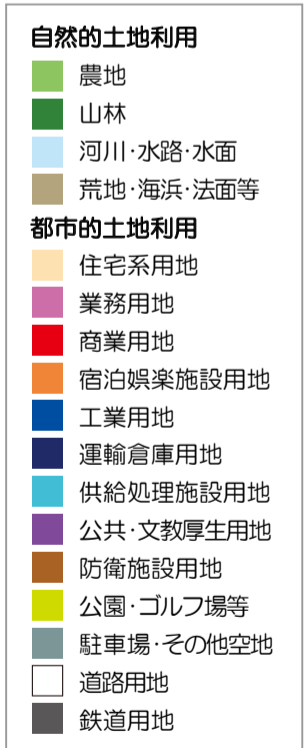 自然的土地利用
農地
山林
河川・水路・水面
荒地・海浜・法面等
都市的土地利用
住宅系用地
業務用地
商業用地
宿泊娯楽施設用地
工業用地
運輸倉庫用地
供給処理施設用地
公共・文教厚生用地
防衛施設用地
公園・ゴルフ場等
駐車場・その他空地
道路用地
鉄道用地